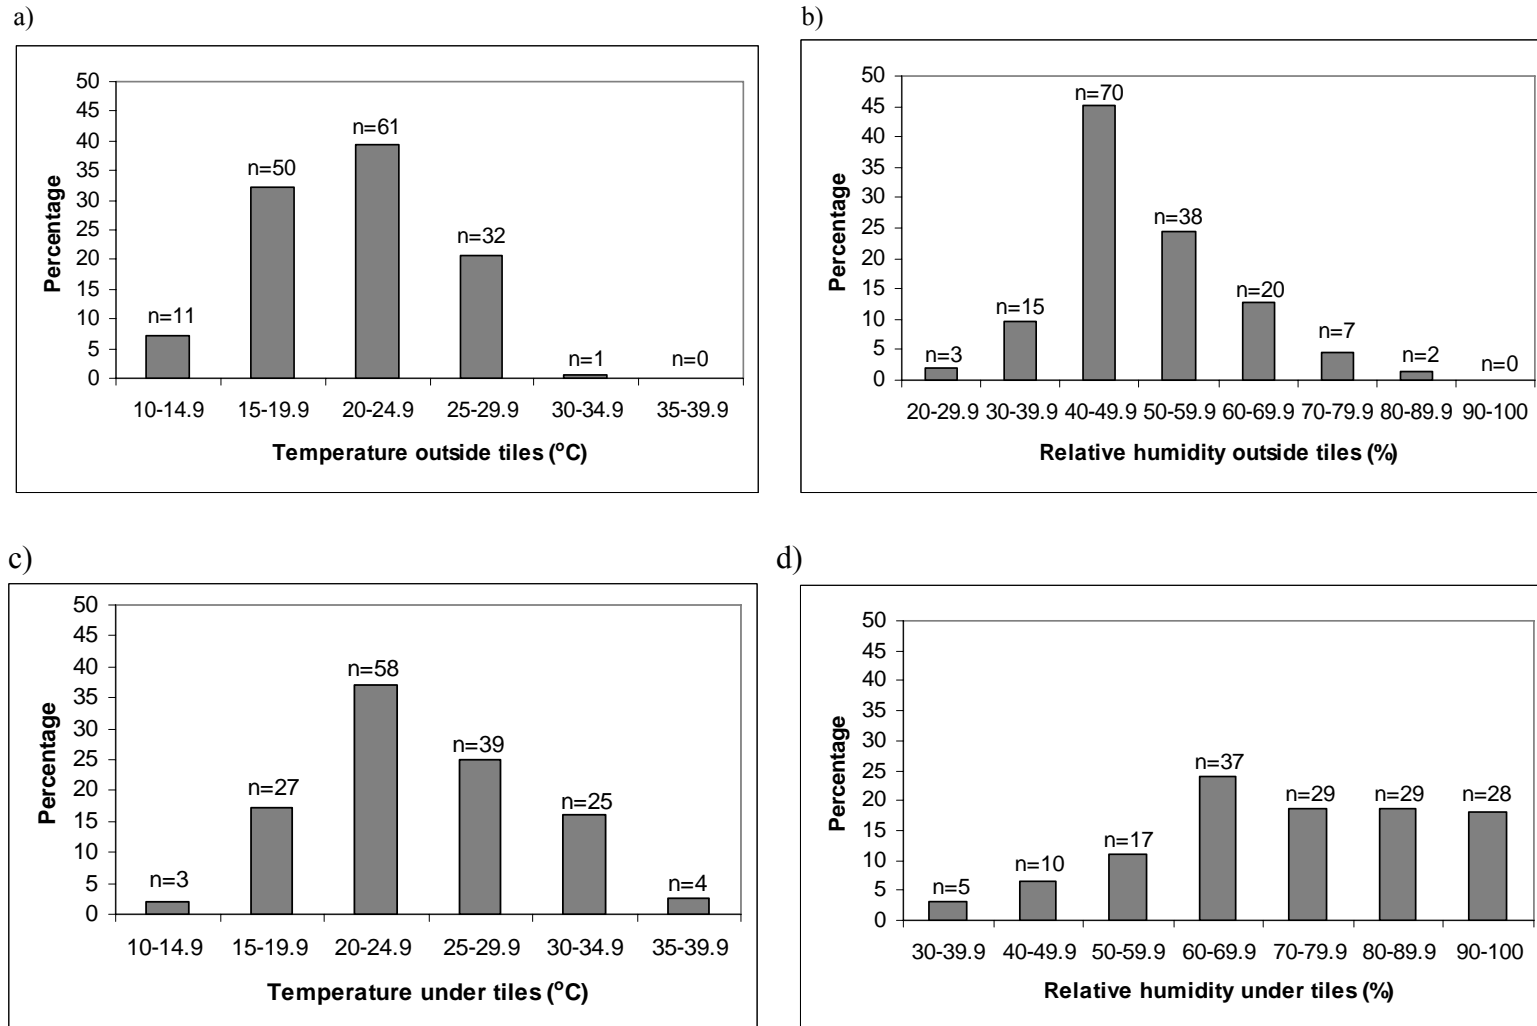 a)
50
45
40
35
30
25
20
15
10
5
0
Percentage
n=11
n=50
n=61
n=32
n=1
n=0
10-14.9 15-19.9 20-24.9 25-29.9 30-34.9 35-39.9
Temperature outside tiles (°C)
b)
50
45
40
35
30
25
20
15
10
5
0
Percentage
n=3
n=15
n=70
n=38
n=20
n=7
n=2
n=0
20-29.9 30-39.9 40-49.9 50-59.9 60-69.9 70-79.9 80-89.9 90-100
Relative humidity outside tiles (%)
c)
50
45
40
35
30
25
20
15
10
5
0
Percentage
n=3
n=27
n=58
n=39
n=25
n=4
10-14.9 15-19.9 20-24.9 25-29.9 30-34.9 35-39.9
Temperature under tiles (°C)
d)
50
45
40
35
30
25
20
15
10
5
0
Percentage
n=5
n=10
n=17
n=37
n=29
n=29
n=28
30-39.9 40-49.9 50-59.9 60-69.9 70-79.9 80-89.9 90-100
Relative humidity under tiles (%)